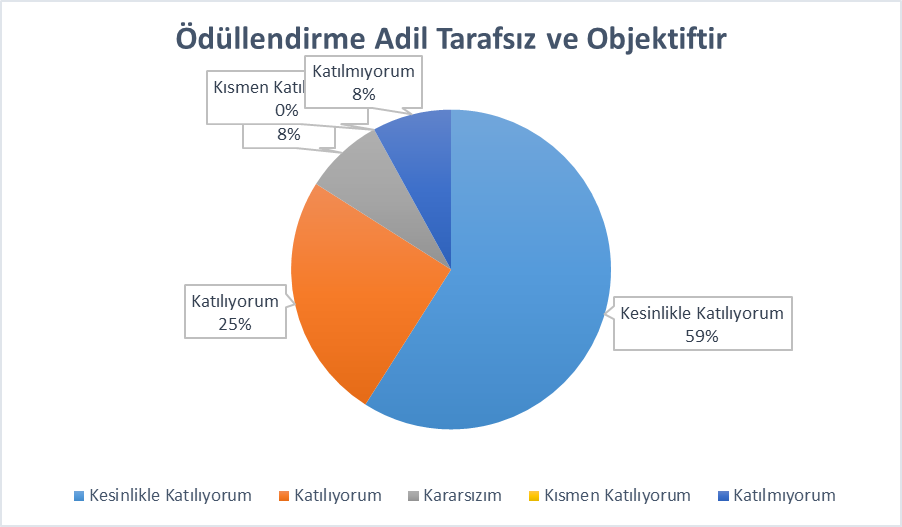 Ödüllendirme Adil Tarafsız ve Objektiftir
Katılmıyorum
8%
Kısmen Katıl
0%
8%
Katılıyorum
25%
Kesinlikle Katılıyorum
59%
Kesinlikle Katılıyorum Katılıyorum Kararsızım Kısmen Katılıyorum Katılmıyorum